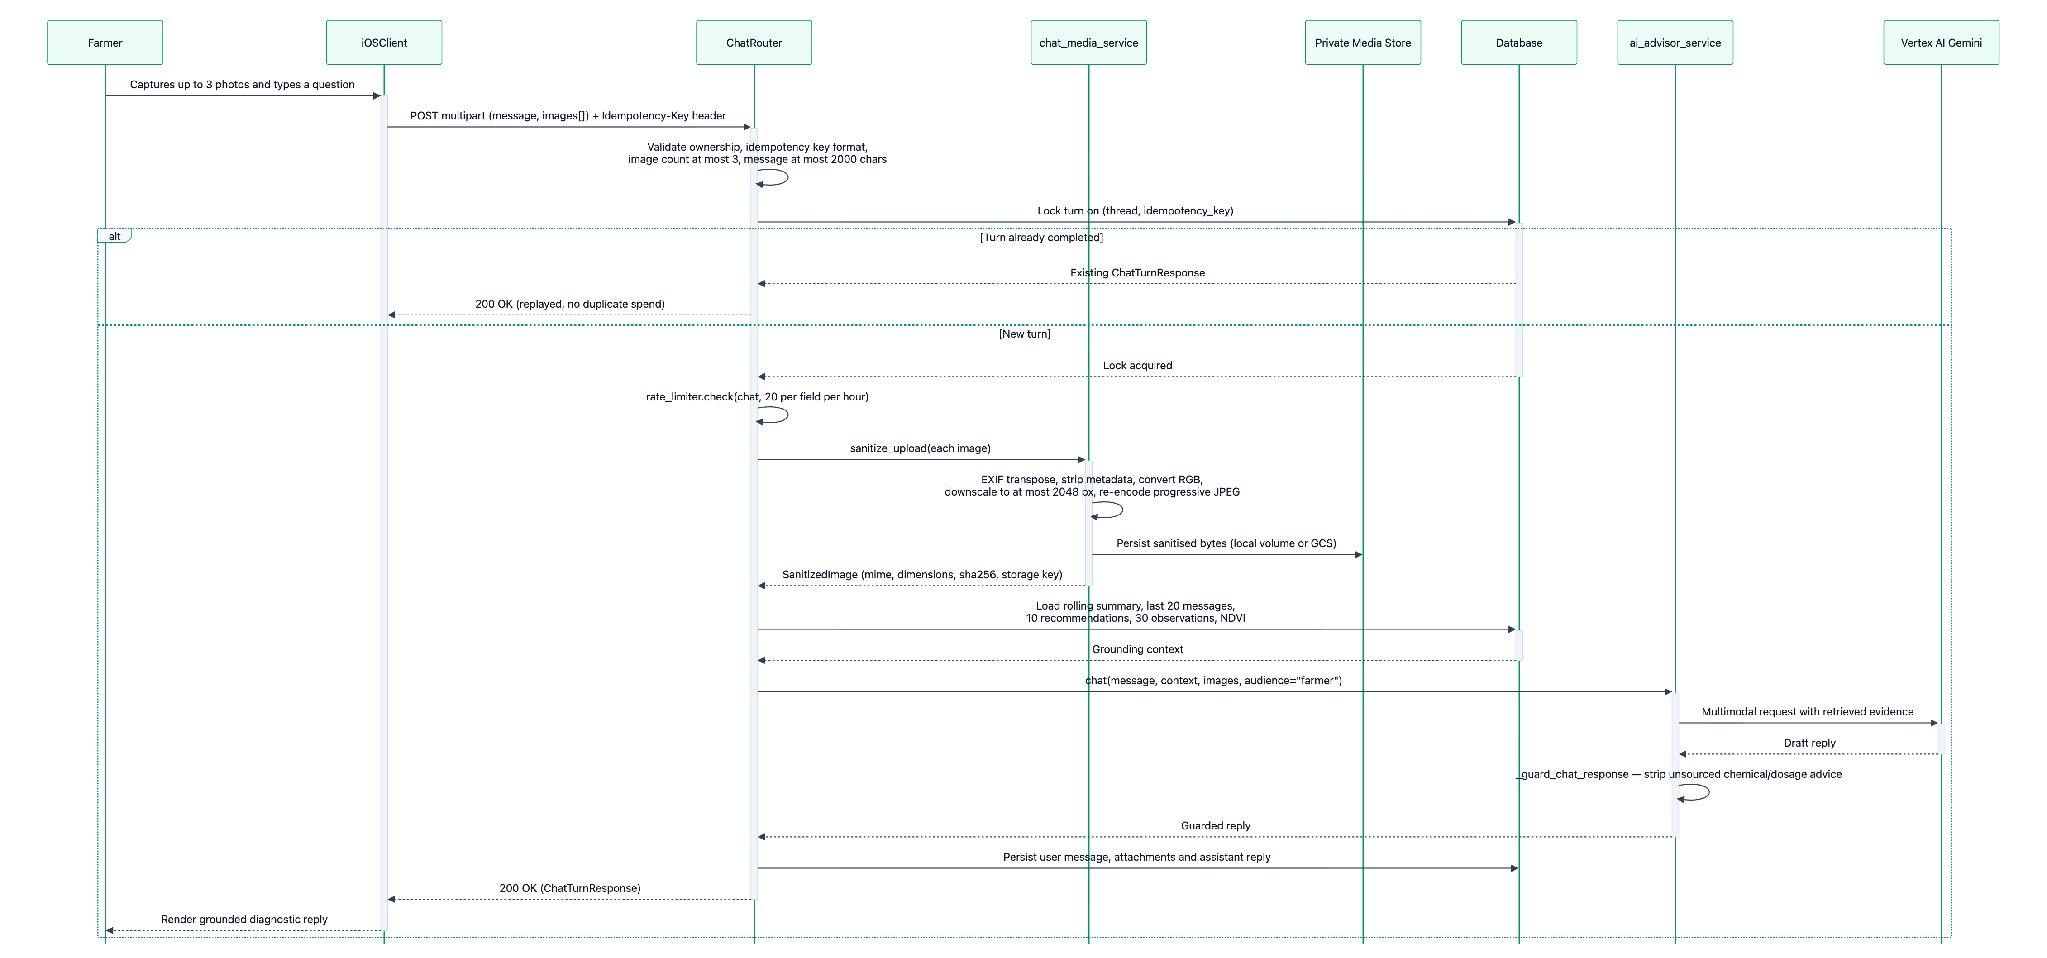 Farmer
iOSClient
ChatRouter
chat_media_service
Private Media Store
Database
ai_advisor_service
Vertex AI Gemini
Captures up to 3 photos and types a question
POST multipart (message, images[]) + Idempotency-Key header
Validate ownership, idempotency key format,
image count at most 3, message at most 2000 chars
Lock turn on (thread, idempotency_key)
alt
[Turn already completed]
Existing ChatTurnResponse
200 OK (replayed, no duplicate spend)
[New turn]
Lock acquired
rate_limiter.check(chat, 20 per field per hour)
sanitize_upload(each image)
EXIF transpose, strip metadata, convert RGB,
downscale to at most 2048 px, re-encode progressive JPEG
Persist sanitised bytes (local volume or GCS)
SanitizedImage (mime, dimensions, sha256, storage key)
Load rolling summary, last 20 messages,
10 recommendations, 30 observations, NDVI
Grounding context
chat(message, context, images, audience="farmer")
Multimodal request with retrieved evidence
Draft reply
_guard_chat_response — strip unsourced chemical/dosage advice
Guarded reply
Persist user message, attachments and assistant reply
200 OK (ChatTurnResponse)
Render grounded diagnostic reply